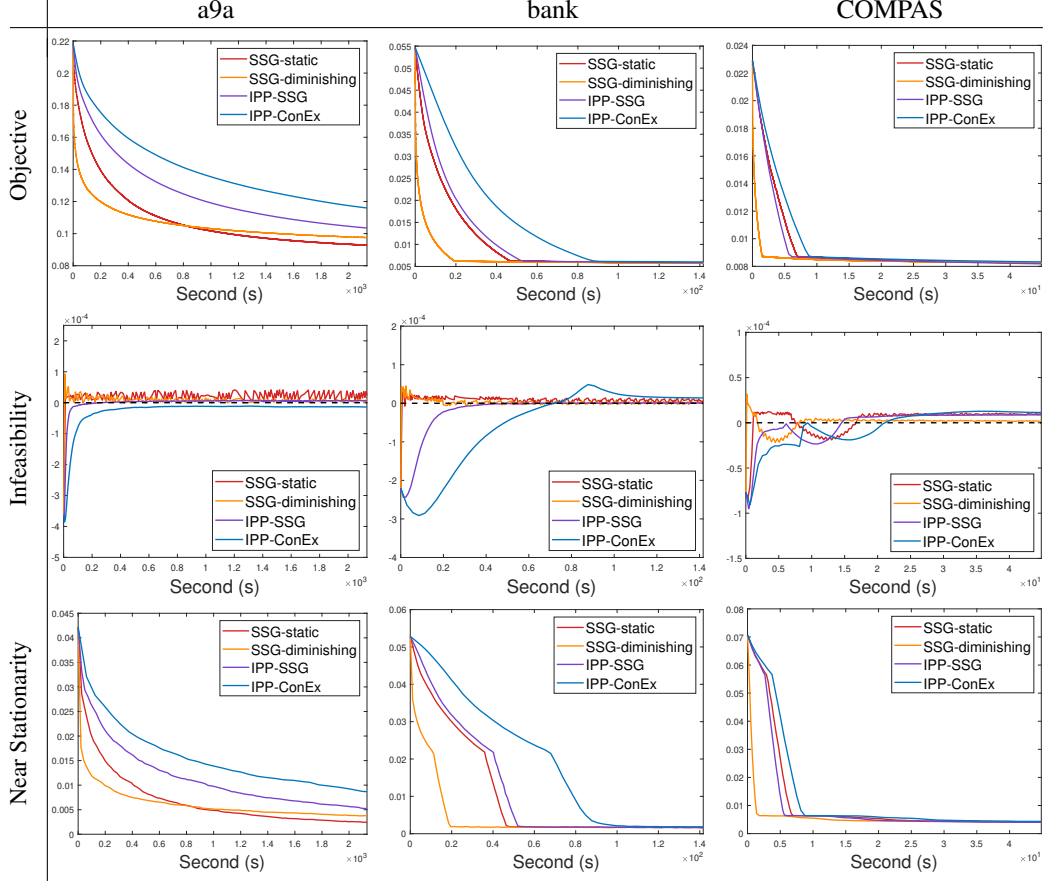 a9a bank COMPAS
Objective
0.22
0.2
0.18
0.16
0.14
0.12
0.1
0.08
0 0.2 0.4 0.6 0.8 1 1.2 1.4 1.6 1.8 2
×10³
Second (s)
SSG-static
SSG-diminishing
IPP-SSG
IPP-ConEx
0.055
0.05
0.045
0.04
0.035
0.03
0.025
0.02
0.015
0.01
0.005
0 0.2 0.4 0.6 0.8 1 1.2 1.4
×10²
Second (s)
SSG-static
SSG-diminishing
IPP-SSG
IPP-ConEx
0.024
0.022
0.02
0.018
0.016
0.014
0.012
0.01
0.008
0 0.5 1 1.5 2 2.5 3 3.5 4
×10¹
Second (s)
SSG-static
SSG-diminishing
IPP-SSG
IPP-ConEx
Infeasibility
×10⁻⁴
2
1
0
-1
-2
-3
-4
-5
0 0.2 0.4 0.6 0.8 1 1.2 1.4 1.6 1.8 2
×10³
Second (s)
SSG-static
SSG-diminishing
IPP-SSG
IPP-ConEx
×10⁻⁴
2
1
0
-1
-2
-3
-4
0 0.2 0.4 0.6 0.8 1 1.2 1.4
×10²
Second (s)
SSG-static
SSG-diminishing
IPP-SSG
IPP-ConEx
×10⁻⁴
1
0.5
0
-0.5
-1
-1.5
0 0.5 1 1.5 2 2.5 3 3.5 4
×10¹
Second (s)
SSG-static
SSG-diminishing
IPP-SSG
IPP-ConEx
Near Stationarity
0.045
0.04
0.035
0.03
0.025
0.02
0.015
0.01
0.005
0
0 0.2 0.4 0.6 0.8 1 1.2 1.4 1.6 1.8 2
×10³
Second (s)
SSG-static
SSG-diminishing
IPP-SSG
IPP-ConEx
0.06
0.05
0.04
0.03
0.02
0.01
0
0 0.2 0.4 0.6 0.8 1 1.2 1.4
×10²
Second (s)
SSG-static
SSG-diminishing
IPP-SSG
IPP-ConEx
0.08
0.07
0.06
0.05
0.04
0.03
0.02
0.01
0
0 0.5 1 1.5 2 2.5 3 3.5 4
×10¹
Second (s)
SSG-static
SSG-diminishing
IPP-SSG
IPP-ConEx